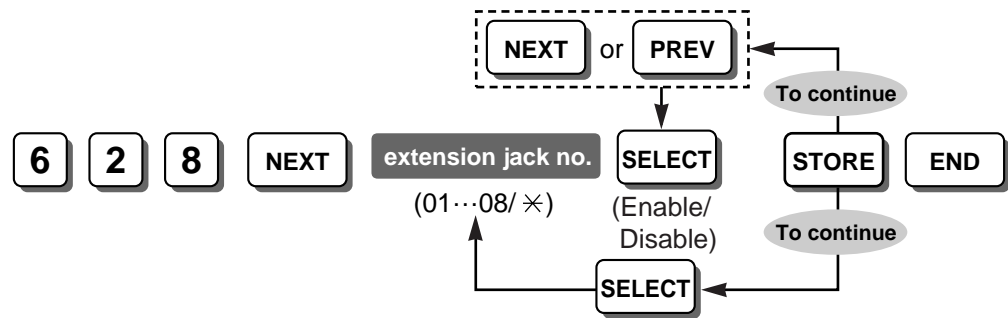 NEXT or PREV
To continue
6 2 8 NEXT extension jack no. SELECT STORE END
(01···08/ ✳) (Enable/
Disable)
To continue
SELECT